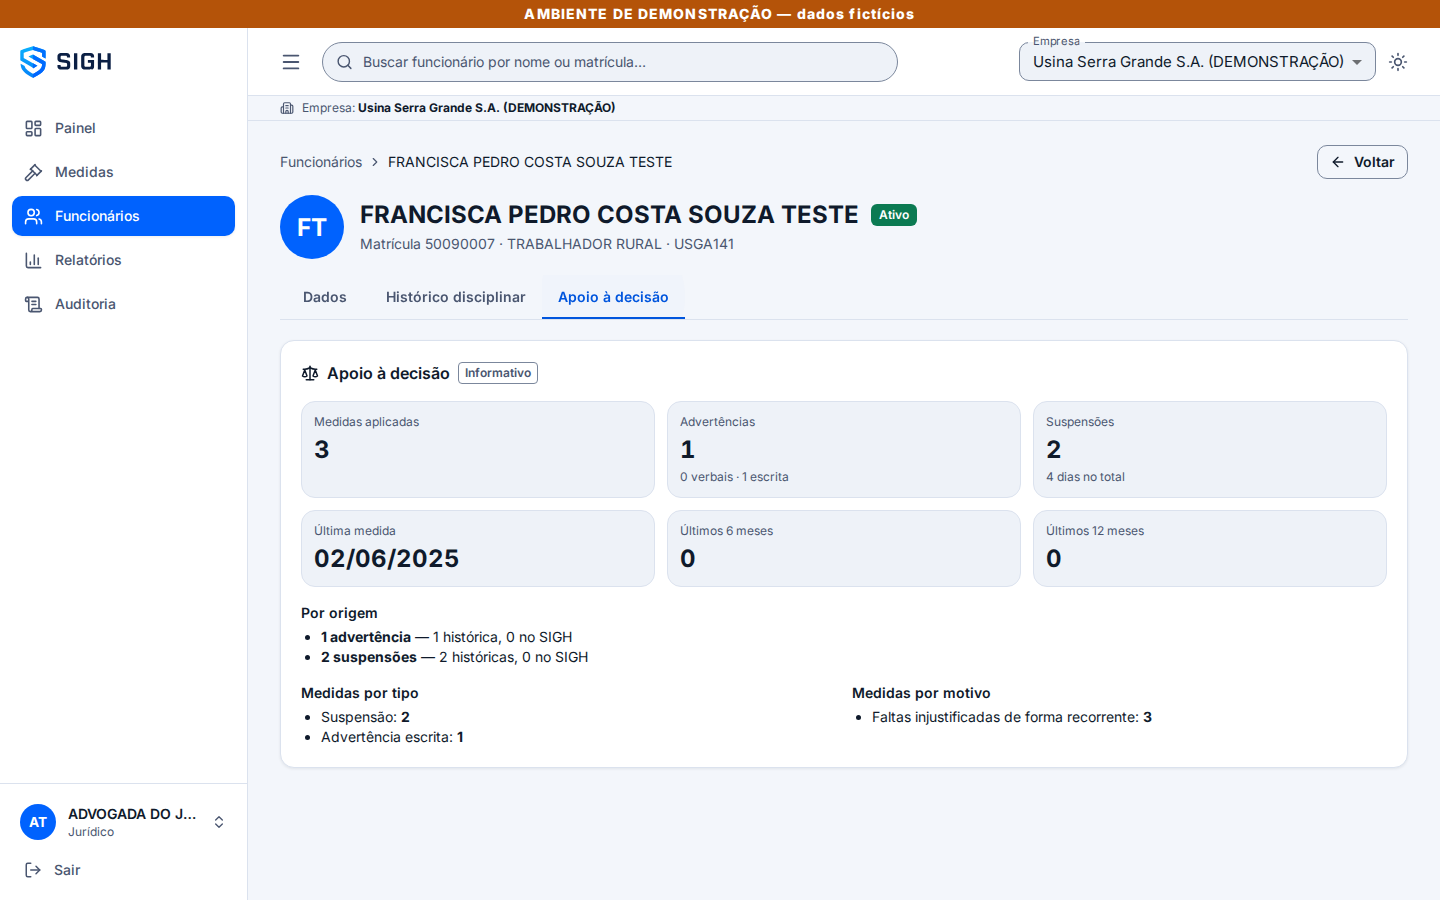 AMBIENTE DE DEMONSTRAÇÃO — dados fictícios
SIGH
Buscar funcionário por nome ou matrícula...
Empresa
Usina Serra Grande S.A. (DEMONSTRAÇÃO)
Empresa: Usina Serra Grande S.A. (DEMONSTRAÇÃO)
Painel
Medidas
Funcionários
Relatórios
Auditoria
Funcionários > FRANCISCA PEDRO COSTA SOUZA TESTE
Voltar
FT
FRANCISCA PEDRO COSTA SOUZA TESTE Ativo
Matrícula 50090007 · TRABALHADOR RURAL · USGA141
Dados Histórico disciplinar Apoio à decisão
Apoio à decisão Informativo
Medidas aplicadas
3
Advertências
1
0 verbais · 1 escrita
Suspensões
2
4 dias no total
Última medida
02/06/2025
Últimos 6 meses
0
Últimos 12 meses
0
Por origem
1 advertência — 1 histórica, 0 no SIGH
2 suspensões — 2 históricas, 0 no SIGH
Medidas por tipo
Suspensão: 2
Advertência escrita: 1
Medidas por motivo
Faltas injustificadas de forma recorrente: 3
AT
ADVOGADA DO J...
Jurídico
Sair